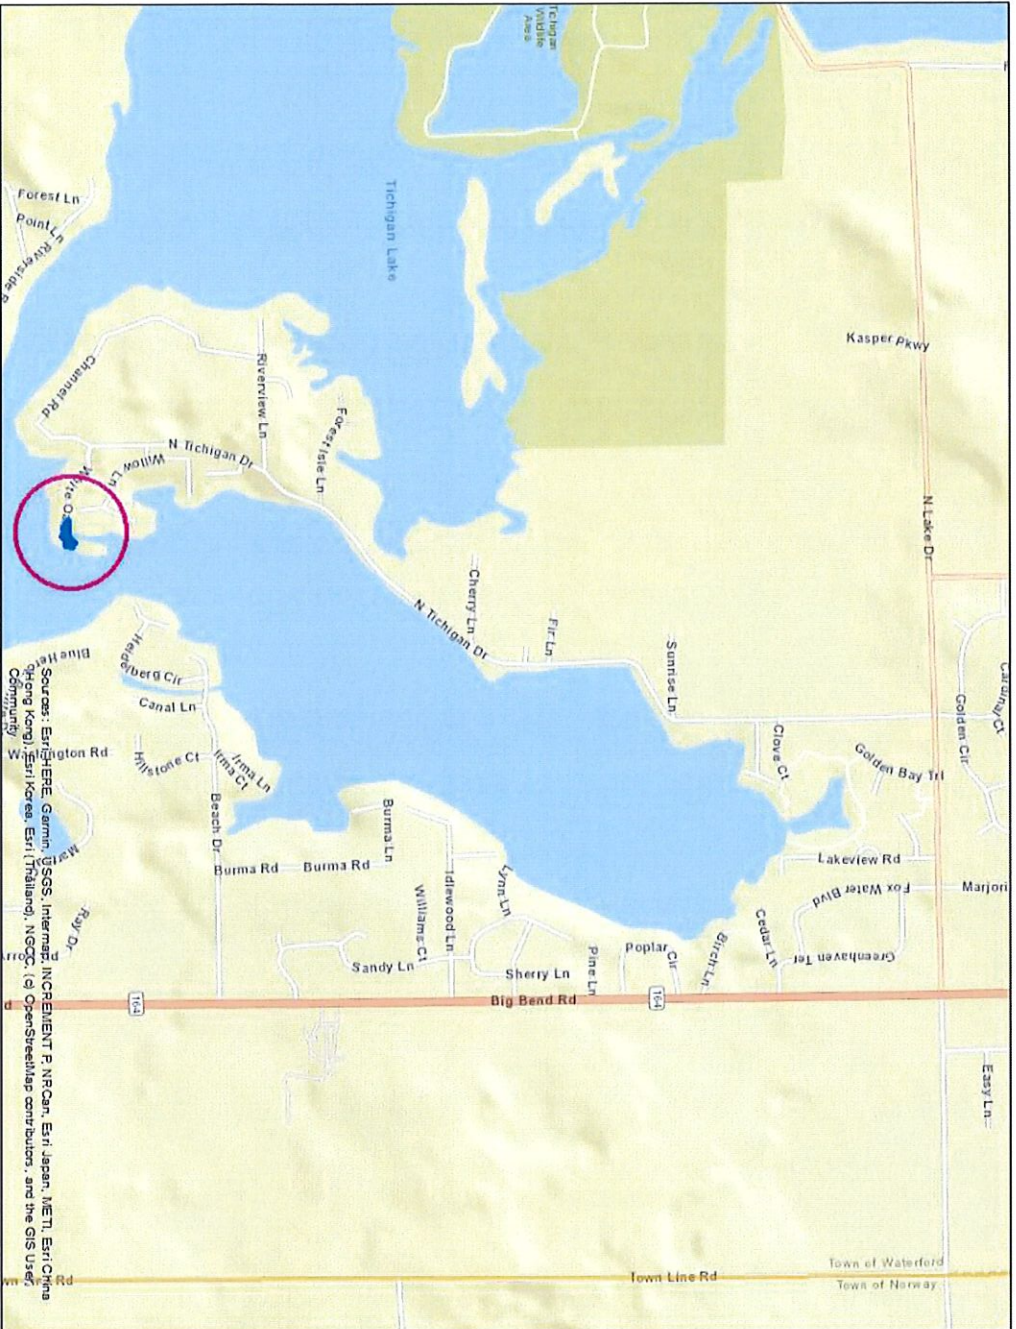 Tichigan
Wildlife
Area
Tichigan Lake
Forest Ln
Point Ln
Riverside
Channel Rd
Riverview Ln
Forest Isle Ln
N Tichigan Dr
Willow Ln
Kasper Pkwy
N Lake Dr
Cherry Ln
N Tichigan Dr
Fir Ln
Sunrise Ln
Clove Ct
Golden Bay Trl
Golden Cir
Cardinal Ct
Heidelberg Cir
Canal Ln
Hillstone Ct
Irma Ln
Irma Ct
Beach Dr
Washington Rd
Blue Her
Burma Ln
Burma Rd
Burma Rd
Idlewood Ln
Williams Ct
Lynn Ln
Sandy Ln
Sherry Ln
Pine Ln
Poplar Cir
Birch Ln
Cedar Ln
Lakeview Rd
Fox Water Blvd
Greenhaven Ter
Marjori
Ray Dr
Big Bend Rd
164
164
Easy Ln
Town Line Rd
Town of Waterford
Town of Norway
Sources: Esri, HERE, Garmin, USGS, Intermap, INCREMENT P, NRCan, Esri Japan, METI, Esri China
(Hong Kong), Esri Korea, Esri (Thailand), NGCC, (c) OpenStreetMap contributors, and the GIS User
Community